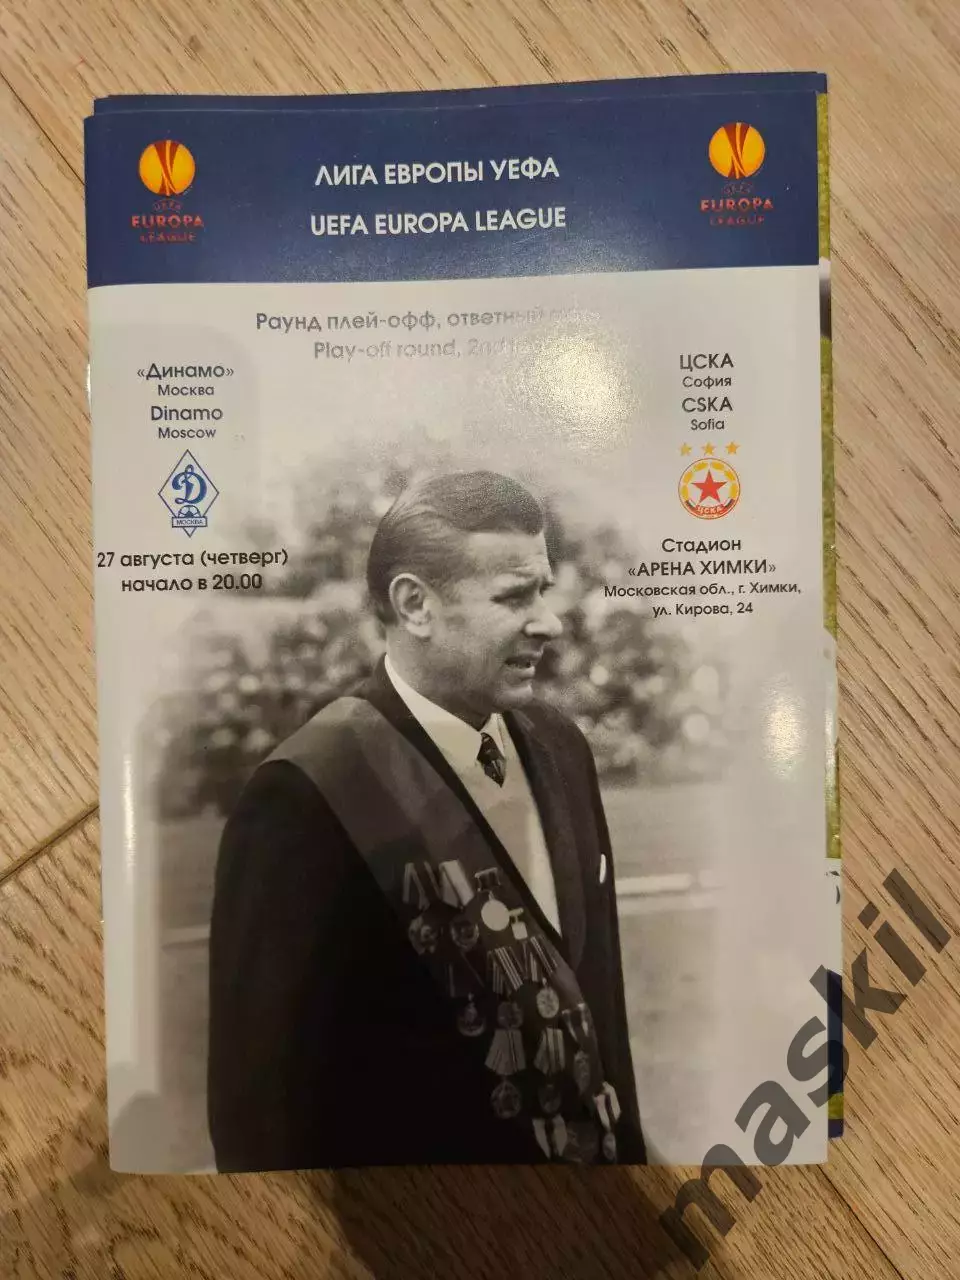 ЛИГА ЕВРОПЫ УЕФА
UEFA EUROPA LEAGUE
UEFA
EUROPA
LEAGUE
UEFA
EUROPA
LEAGUE
Раунд плей-офф, ответный
Play-off round, 2nd
«Динамо»
Москва
Dinamo
Moscow
Д
МОСКВА
27 августа (четверг)
начало в 20.00
ЦСКА
София
CSKA
Sofia
ЦСКА
Стадион
«АРЕНА ХИМКИ»
Московская обл., г. Химки,
ул. Кирова, 24
maskil